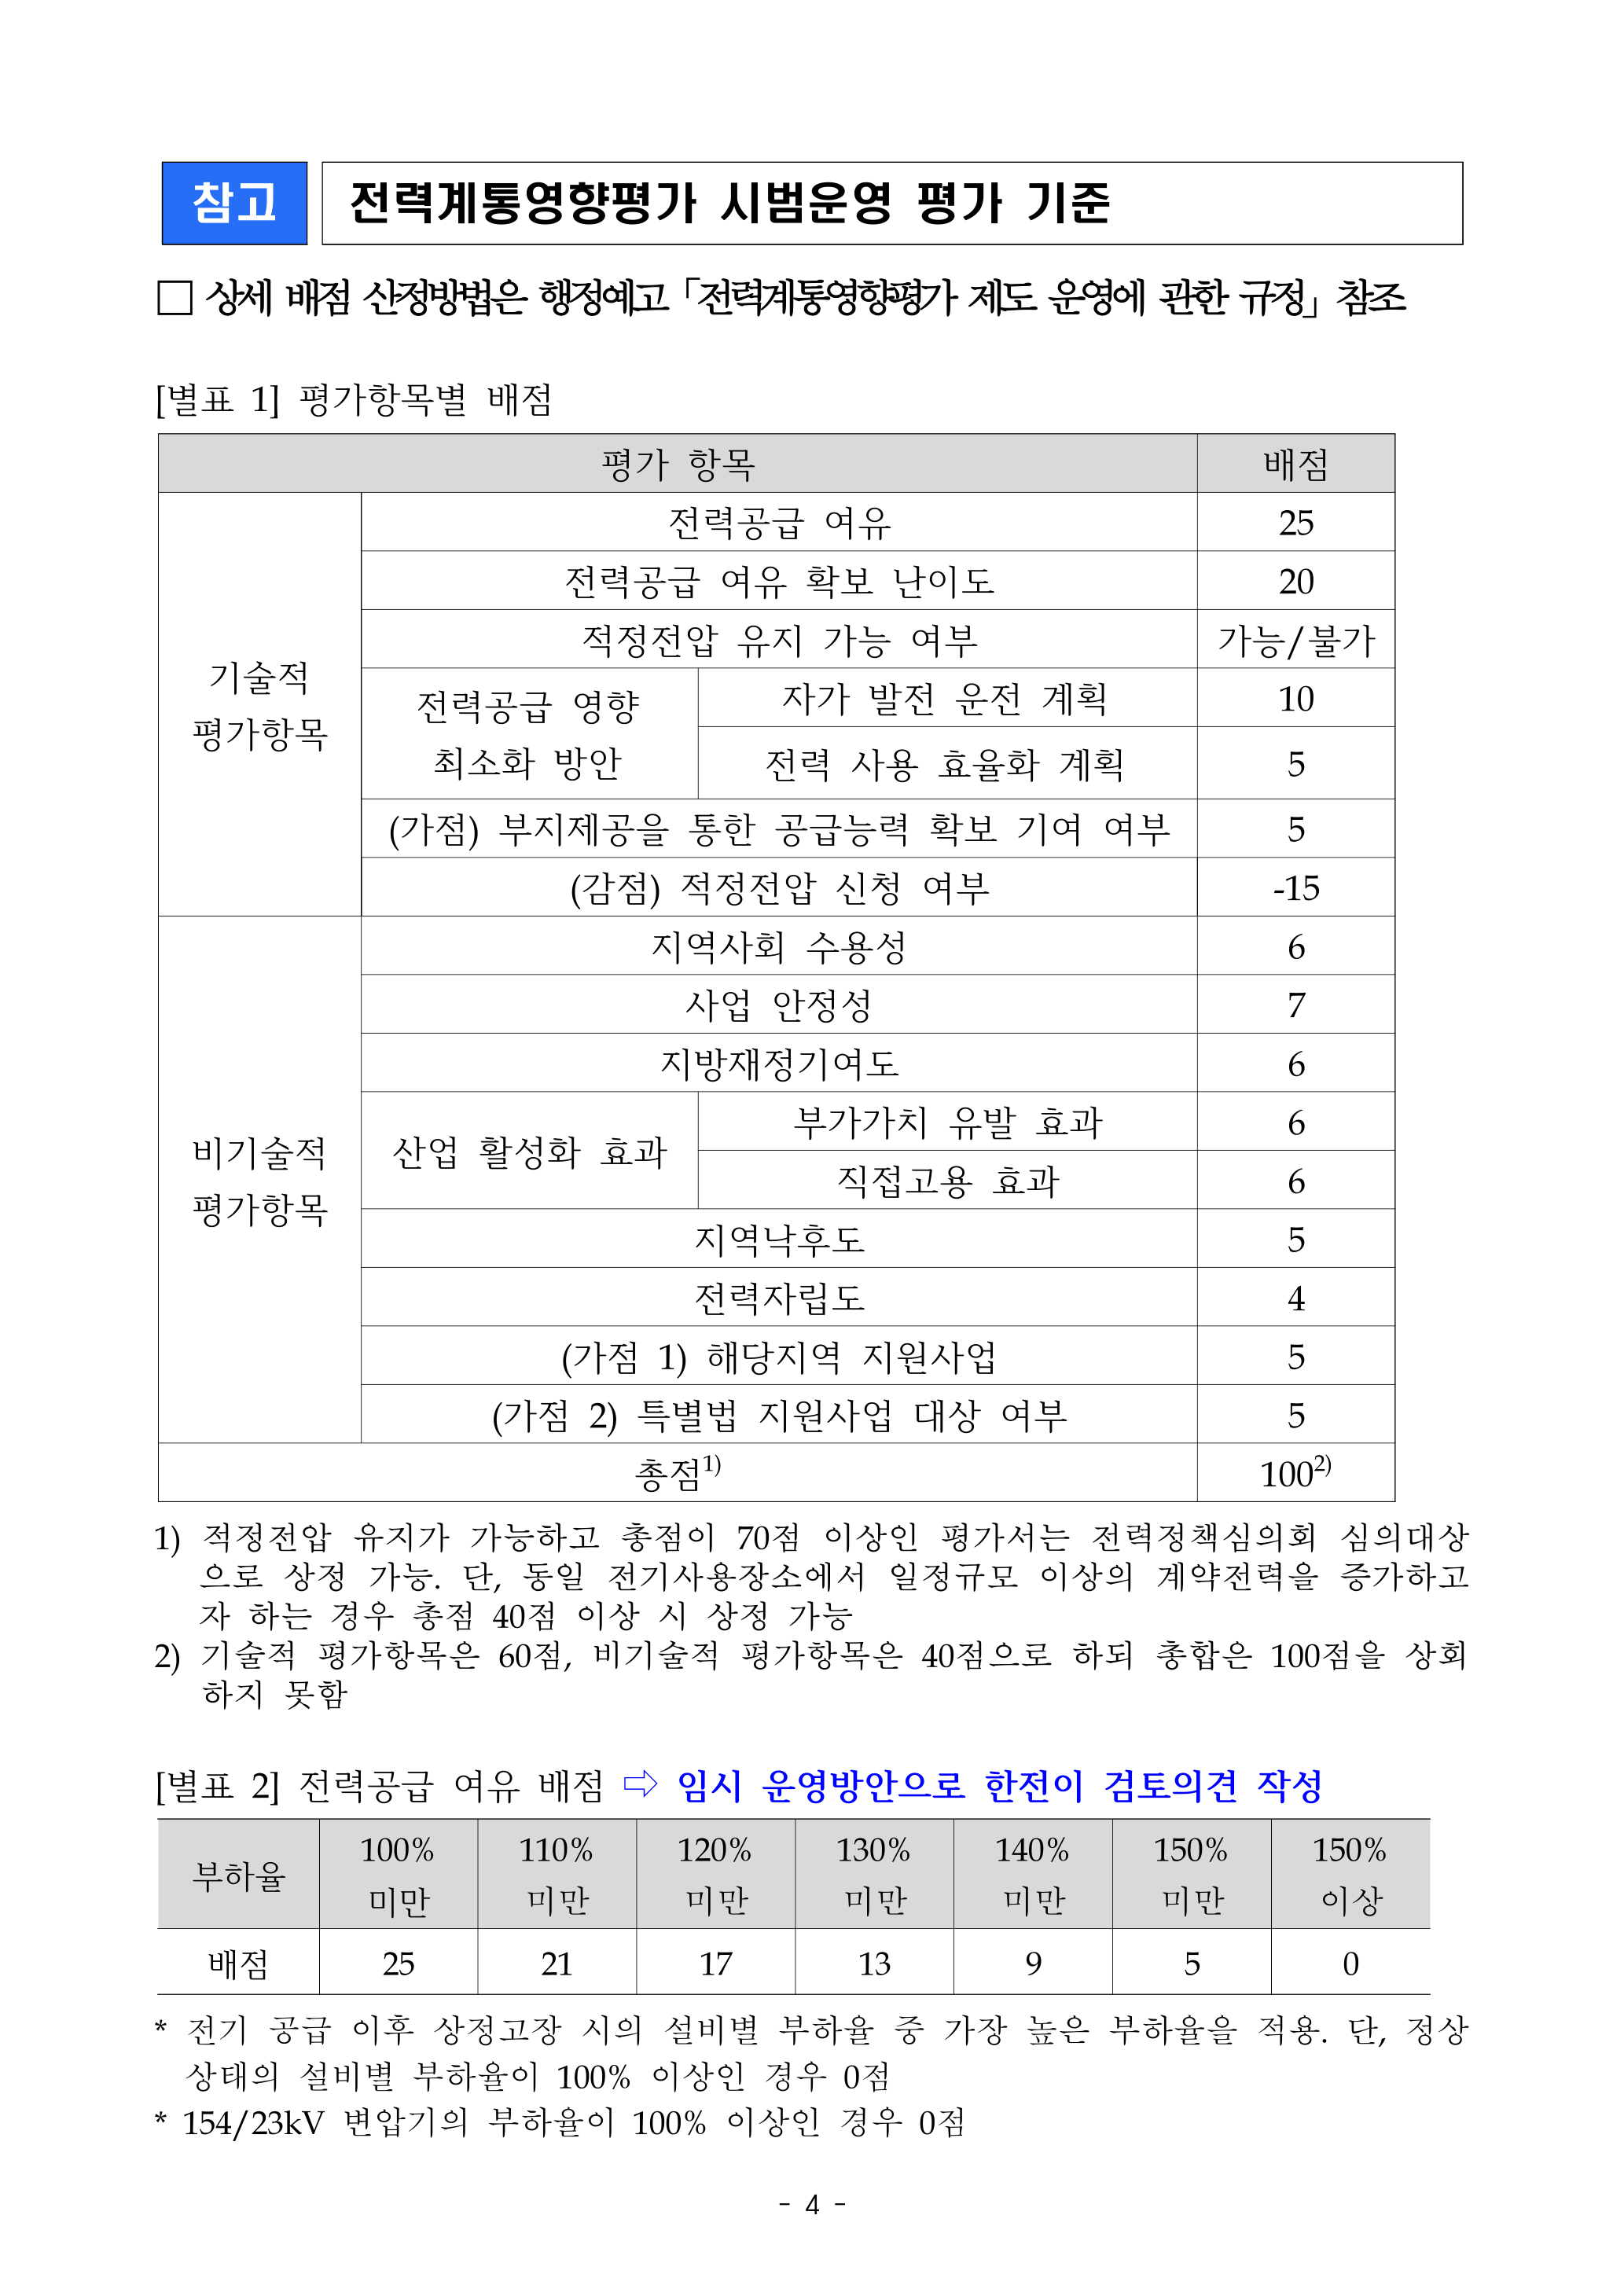 참고
전력계통영향평가 시범운영 평가 기준
□ 상세 배점 산정방법은 행정예고 「전력계통영향평가 제도 운영에 관한 규정」 참조
[별표 1] 평가항목별 배점
평가 항목 배점
기술적
평가항목
전력공급 여유 25
전력공급 여유 확보 난이도 20
적정전압 유지 가능 여부 가능/불가
전력공급 영향
최소화 방안
자가 발전 운전 계획 10
전력 사용 효율화 계획 5
(가점) 부지제공을 통한 공급능력 확보 기여 여부 5
(감점) 적정전압 신청 여부 -15
비기술적
평가항목
지역사회 수용성 6
사업 안정성 7
지방재정기여도 6
산업 활성화 효과
부가가치 유발 효과 6
직접고용 효과 6
지역낙후도 5
전력자립도 4
(가점 1) 해당지역 지원사업 5
(가점 2) 특별법 지원사업 대상 여부 5
총점1) 1002)
1) 적정전압 유지가 가능하고 총점이 70점 이상인 평가서는 전력정책심의회 심의대상
으로 상정 가능. 단, 동일 전기사용장소에서 일정규모 이상의 계약전력을 증가하고
자 하는 경우 총점 40점 이상 시 상정 가능
2) 기술적 평가항목은 60점, 비기술적 평가항목은 40점으로 하되 총합은 100점을 상회
하지 못함
[별표 2] 전력공급 여유 배점 ⇨ 임시 운영방안으로 한전이 검토의견 작성
부하율 100% 110% 120% 130% 140% 150% 150%
미만 미만 미만 미만 미만 미만 이상
배점 25 21 17 13 9 5 0
* 전기 공급 이후 상정고장 시의 설비별 부하율 중 가장 높은 부하율을 적용. 단, 정상
상태의 설비별 부하율이 100% 이상인 경우 0점
* 154/23kV 변압기의 부하율이 100% 이상인 경우 0점
- 4 -